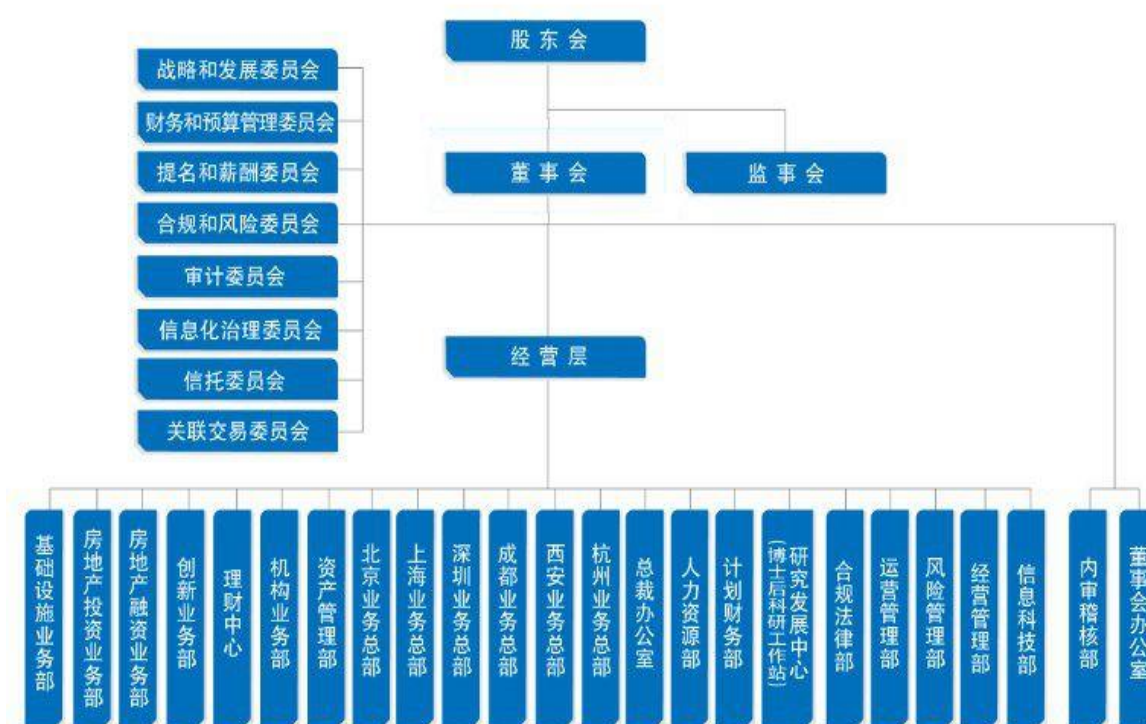 股东会
战略和发展委员会
财务和预算管理委员会
提名和薪酬委员会
合规和风险委员会
审计委员会
信息化治理委员会
信托委员会
关联交易委员会
董事会
监事会
经营层
基础设施业务部
房地产投资业务部
房地产融资业务部
创新业务部
理财中心
机构业务部
资产管理部
北京业务总部
上海业务总部
深圳业务总部
成都业务总部
西安业务总部
杭州业务总部
总裁办公室
人力资源部
计划财务部
研究发展中心
(博士后科研工作站)
合规法律部
运营管理部
风险管理部
经营管理部
信息科技部
内审稽核部
董事会办公室